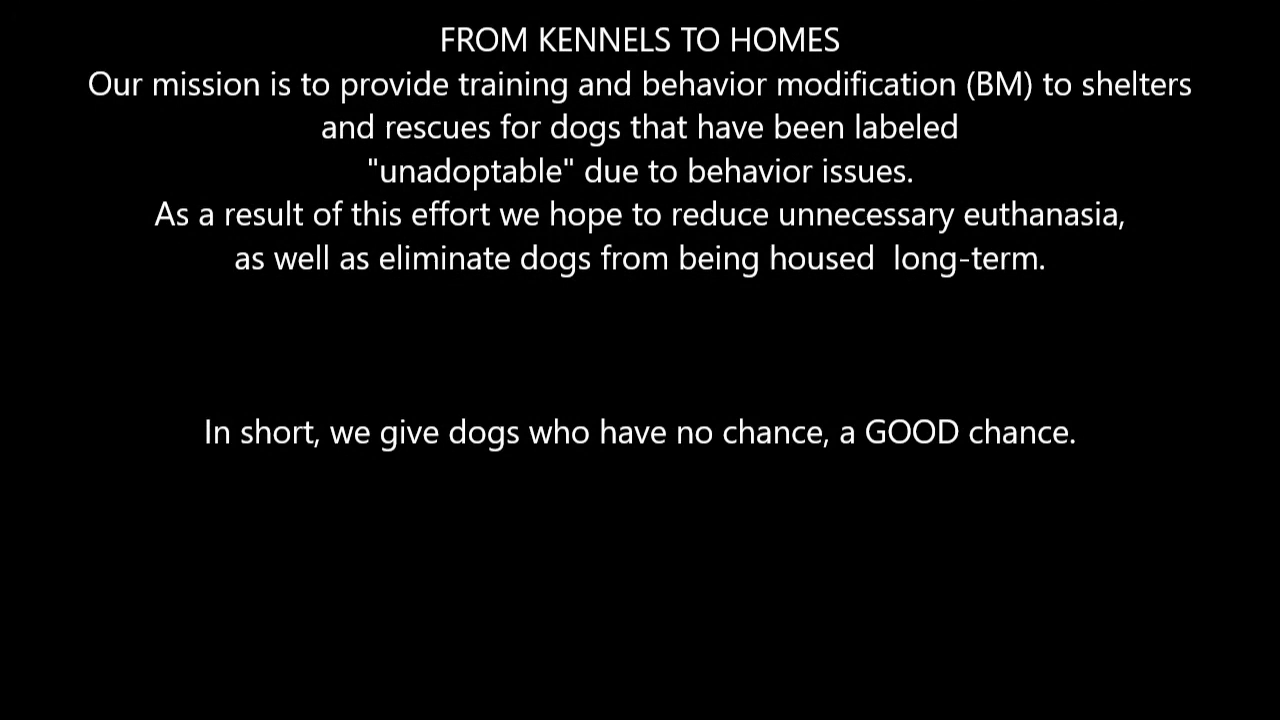 FROM KENNELS TO HOMES
Our mission is to provide training and behavior modification (BM) to shelters
and rescues for dogs that have been labeled
"unadoptable" due to behavior issues.
As a result of this effort we hope to reduce unnecessary euthanasia,
as well as eliminate dogs from being housed  long-term.
In short, we give dogs who have no chance, a GOOD chance.